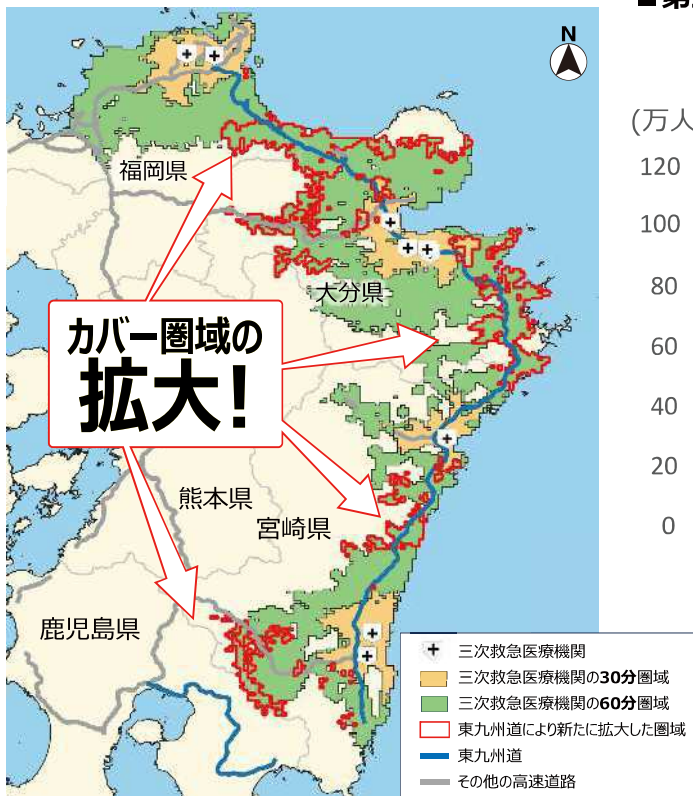 ■第
N
(万人
120
100
80
60
40
20
0
福岡県
大分県
カバー圏域の
拡大!
熊本県
宮崎県
鹿児島県
三次救急医療機関
三次救急医療機関の30分圏域
三次救急医療機関の60分圏域
東九州道により新たに拡大した圏域
東九州道
その他の高速道路